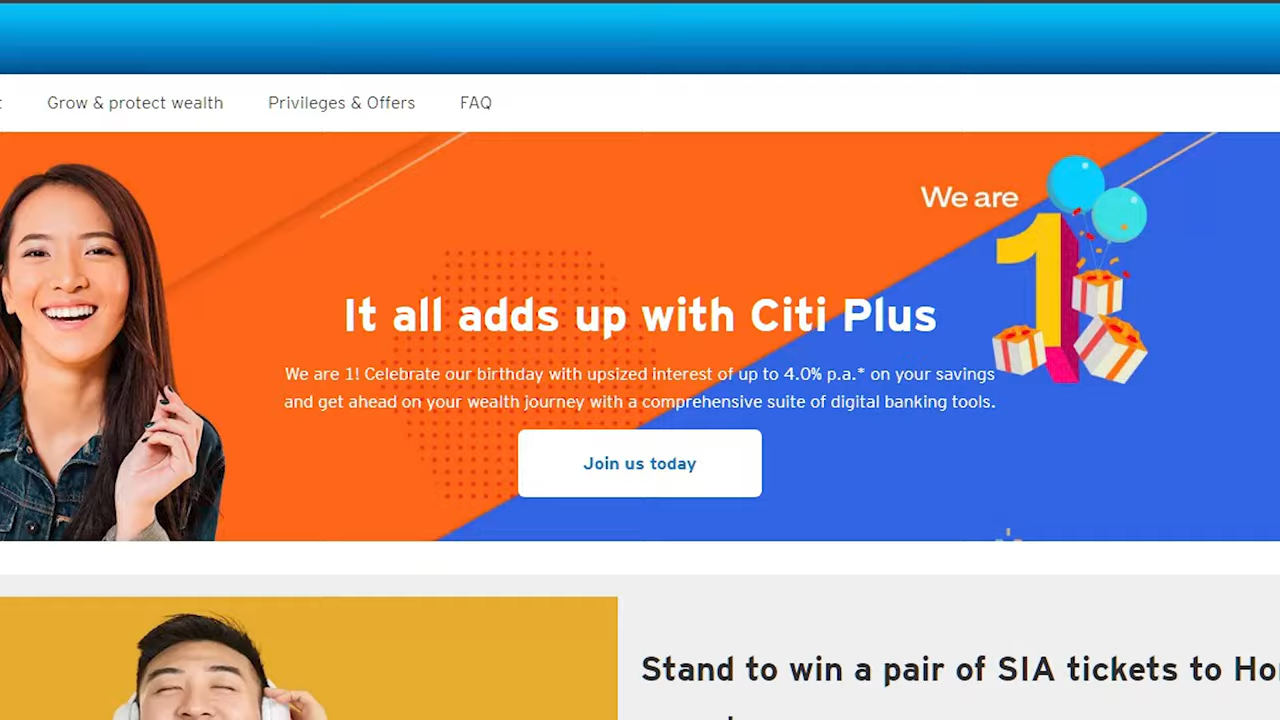 Grow & protect wealth Privileges & Offers FAQ
We are
1
It all adds up with Citi Plus
We are 1! Celebrate our birthday with upsized interest of up to 4.0% p.a.* on your savings
and get ahead on your wealth journey with a comprehensive suite of digital banking tools.
Join us today
Stand to win a pair of SIA tickets to